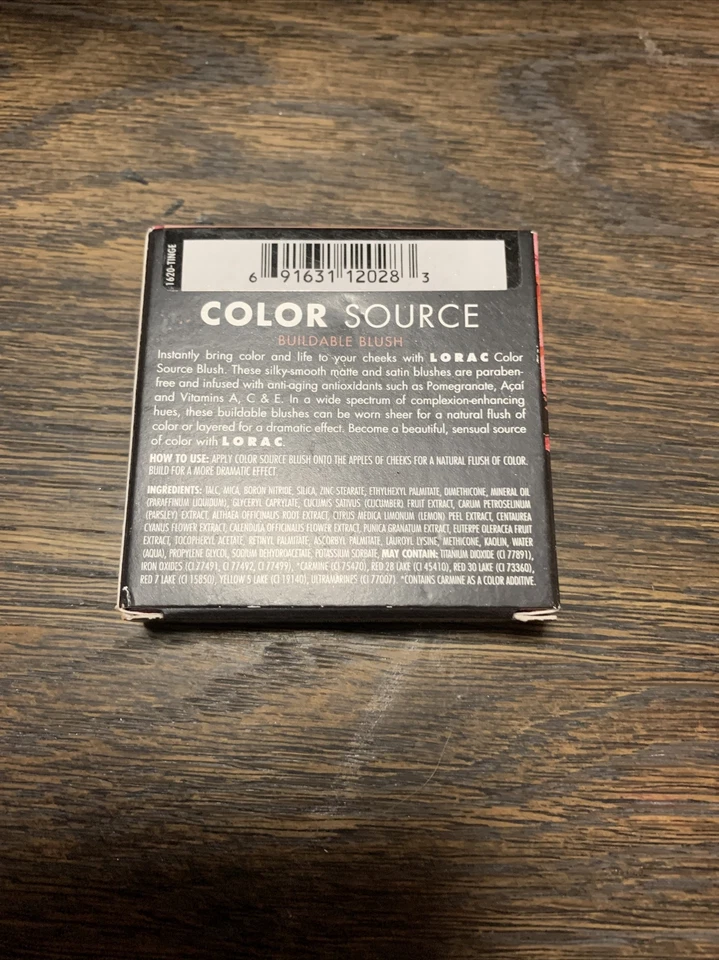 1620-TINGE
6 91631 12028 3
COLOR SOURCE
BUILDABLE BLUSH
Instantly bring color and life to your cheeks with LORAC Color
Source Blush. These silky-smooth matte and satin blushes are paraben-
free and infused with anti-aging antioxidants such as Pomegranate, Açaí
and Vitamins A, C & E. In a wide spectrum of complexion-enhancing
hues, these buildable blushes can be worn sheer for a natural flush of
color or layered for a dramatic effect. Become a beautiful, sensual source
of color with LORAC.
HOW TO USE: APPLY COLOR SOURCE BLUSH ONTO THE APPLES OF CHEEKS FOR A NATURAL FLUSH OF COLOR.
BUILD FOR A MORE DRAMATIC EFFECT.
INGREDIENTS: TALC, MICA, BORON NITRIDE, SILICA, ZINC STEARATE, ETHYLHEXYL PALMITATE, DIMETHICONE, MINERAL OIL
(PARAFFINUM LIQUIDUM), GLYCERYL CAPRYLATE, CUCUMIS SATIVUS (CUCUMBER) FRUIT EXTRACT, CARUM PETROSELINUM
(PARSLEY) EXTRACT, ALTHAEA OFFICINALIS ROOT EXTRACT, CITRUS MEDICA LIMONUM (LEMON) PEEL EXTRACT, CENTAUREA
CYANUS FLOWER EXTRACT, CALENDULA OFFICINALIS FLOWER EXTRACT, PUNICA GRANATUM EXTRACT, EUTERPE OLERACEA FRUIT
EXTRACT, TOCOPHERYL ACETATE, RETINYL PALMITATE, ASCORBYL PALMITATE, LAUROYL LYSINE, METHICONE, KAOLIN, WATER
(AQUA), PROPYLENE GLYCOL, SODIUM DEHYDROACETATE, POTASSIUM SORBATE, MAY CONTAIN: TITANIUM DIOXIDE (CI 77891),
IRON OXIDES (CI 77491, CI 77492, CI 77499), *CARMINE (CI 75470), RED 28 LAKE (CI 45410), RED 30 LAKE (CI 73360),
RED 7 LAKE (CI 15850), YELLOW 5 LAKE (CI 19140), ULTRAMARINES (CI 77007). *CONTAINS CARMINE AS A COLOR ADDITIVE.